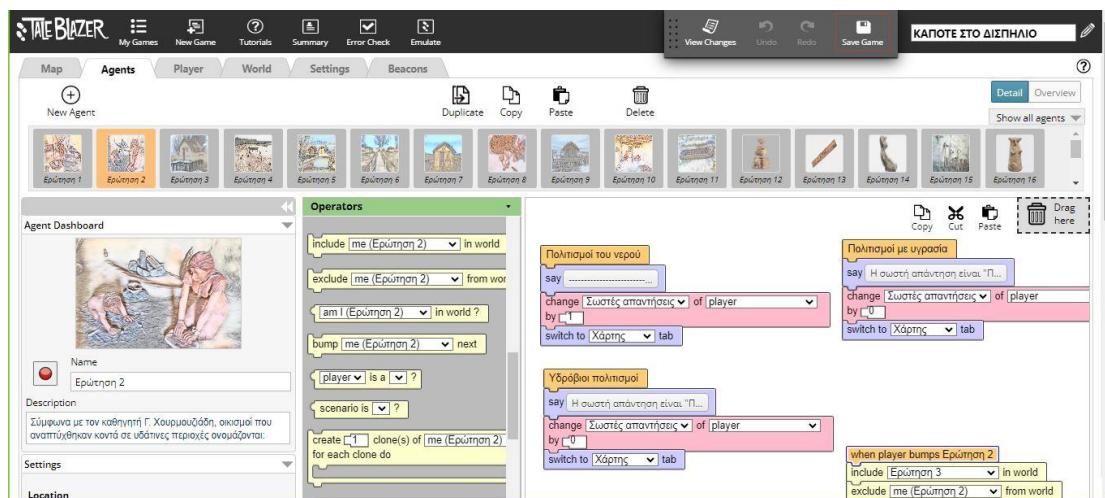 TALEBLAZER
My Games
New Game
Tutorials
Summary
Error Check
Emulate
View Changes
Undo
Redo
Save Game
ΚΑΠΟΤΕ ΣΤΟ ΔΙΣΠΗΛΙΟ
Map
Agents
Player
World
Settings
Beacons
New Agent
Duplicate
Copy
Paste
Delete
Detail
Overview
Show all agents
Ερώτηση 1
Ερώτηση 2
Ερώτηση 3
Ερώτηση 4
Ερώτηση 5
Ερώτηση 6
Ερώτηση 7
Ερώτηση 8
Ερώτηση 9
Ερώτηση 10
Ερώτηση 11
Ερώτηση 12
Ερώτηση 13
Ερώτηση 14
Ερώτηση 15
Ερώτηση 16
Agent Dashboard
Name
Ερώτηση 2
Description
Σύμφωνα με τον καθηγητή Γ. Χουρμουζιάδη, οικισμοί που
αναπτύχθηκαν κοντά σε υδάτινες περιοχές ονομάζονται:
Settings
Location
Operators
include me (Ερώτηση 2) in world
exclude me (Ερώτηση 2) from wor
am I (Ερώτηση 2) in world ?
bump me (Ερώτηση 2) next
player is a ?
scenario is ?
create 1 clone(s) of me (Ερώτηση 2)
for each clone do
Copy
Cut
Paste
Drag
here
Πολιτισμοί του νερού
say -------------------------...
change Σωστές απαντήσεις of player
by 1
switch to Χάρτης tab
Πολιτισμοί με υγρασία
say Η σωστή απάντηση είναι "Π...
change Σωστές απαντήσεις of player
by 0
switch to Χάρτης tab
Υδρόβιοι πολιτισμοί
say Η σωστή απάντηση είναι "Π...
change Σωστές απαντήσεις of player
by 0
switch to Χάρτης tab
when player bumps Ερώτηση 2
include Ερώτηση 3 in world
exclude me (Ερώτηση 2) from world